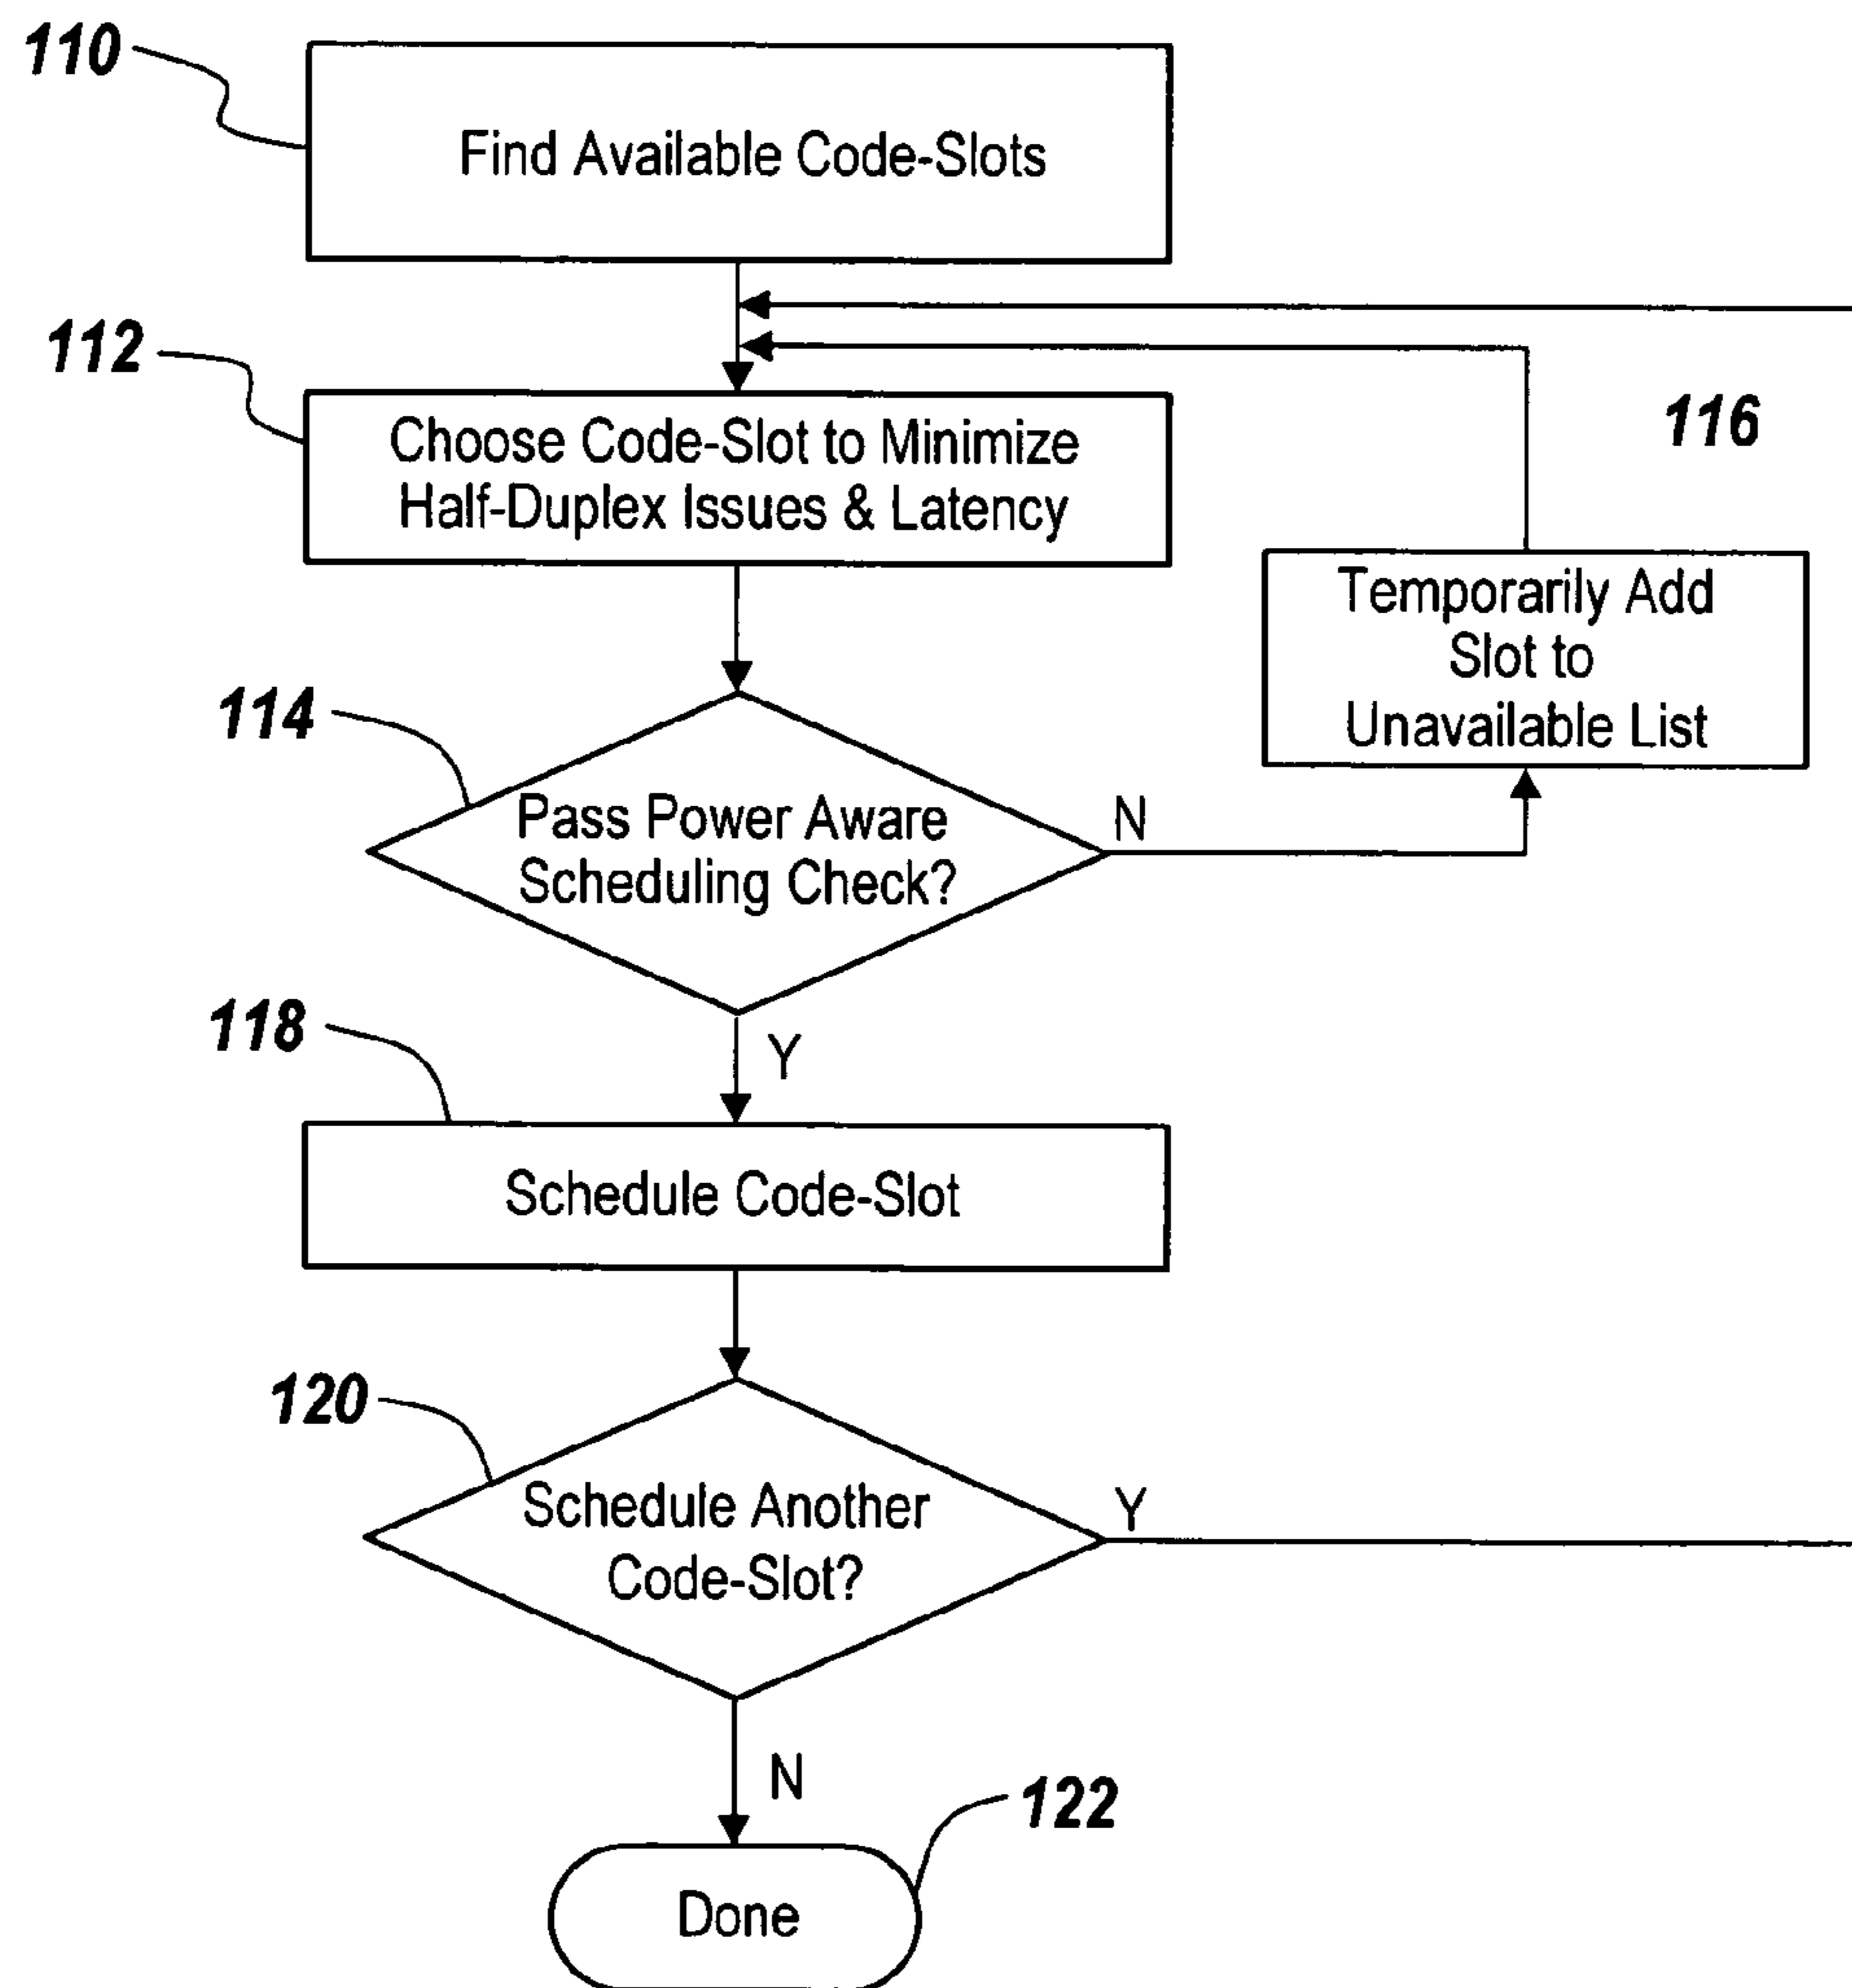 110
Find Available Code-Slots
112
Choose Code-Slot to Minimize
Half-Duplex Issues & Latency
116
Temporarily Add
Slot to
Unavailable List
114
Pass Power Aware
Scheduling Check?
N
Y
118
Schedule Code-Slot
120
Schedule Another
Code-Slot?
Y
N
122
Done